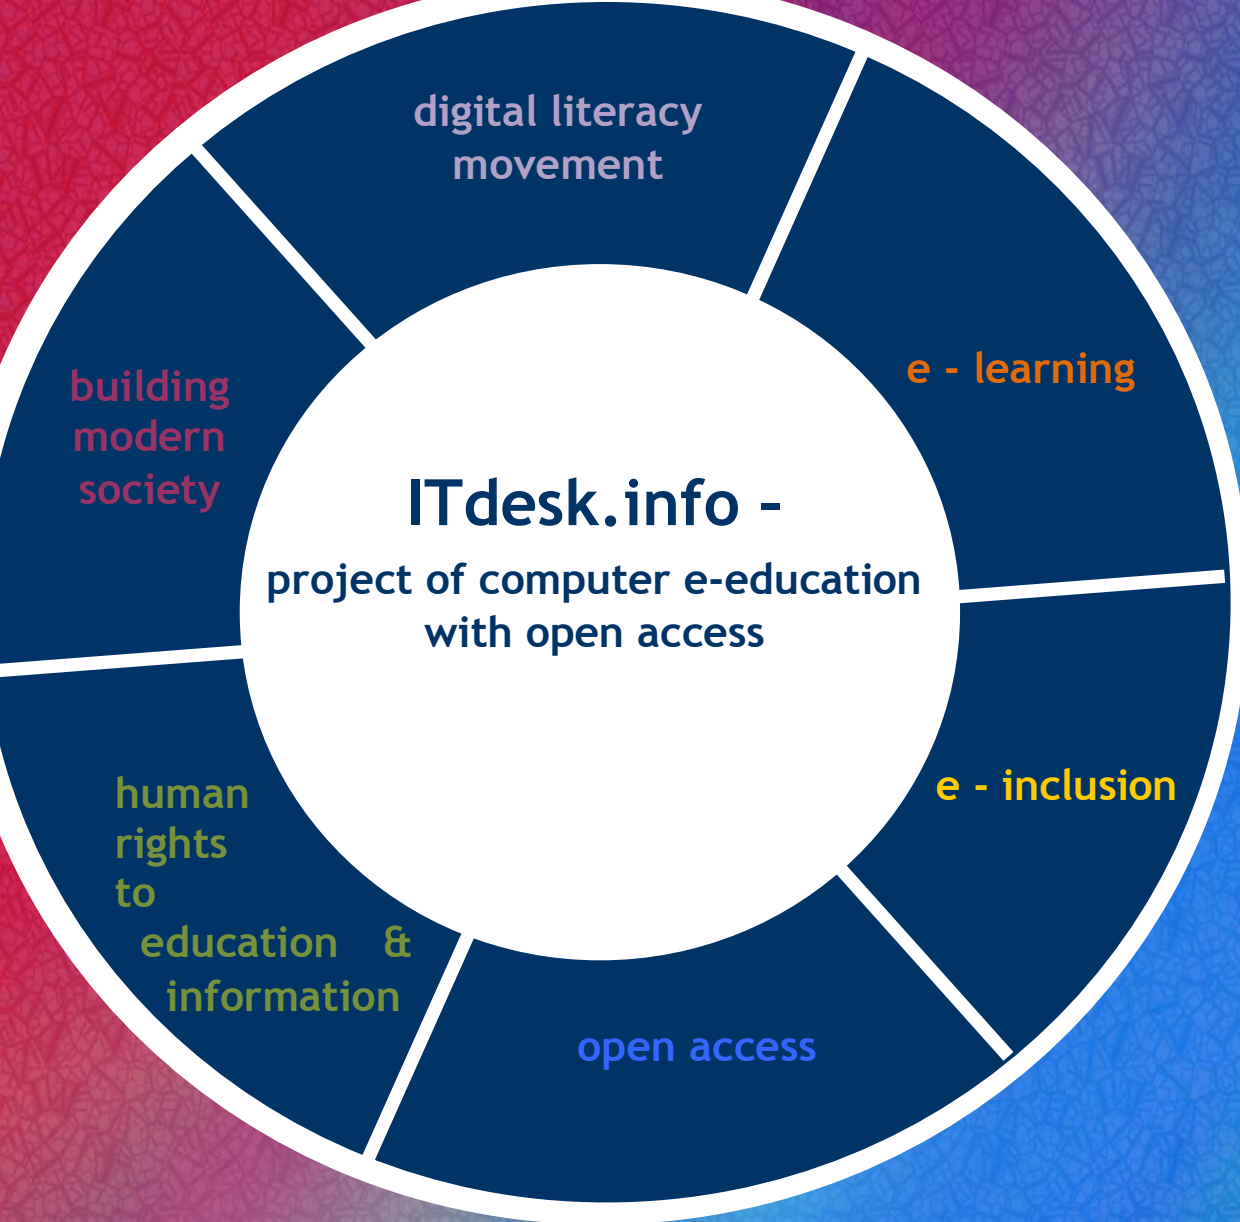 digital literacy
movement
e - learning
building
modern
society
ITdesk.info –
project of computer e-education
with open access
e - inclusion
human
rights
to
education &
information
open access